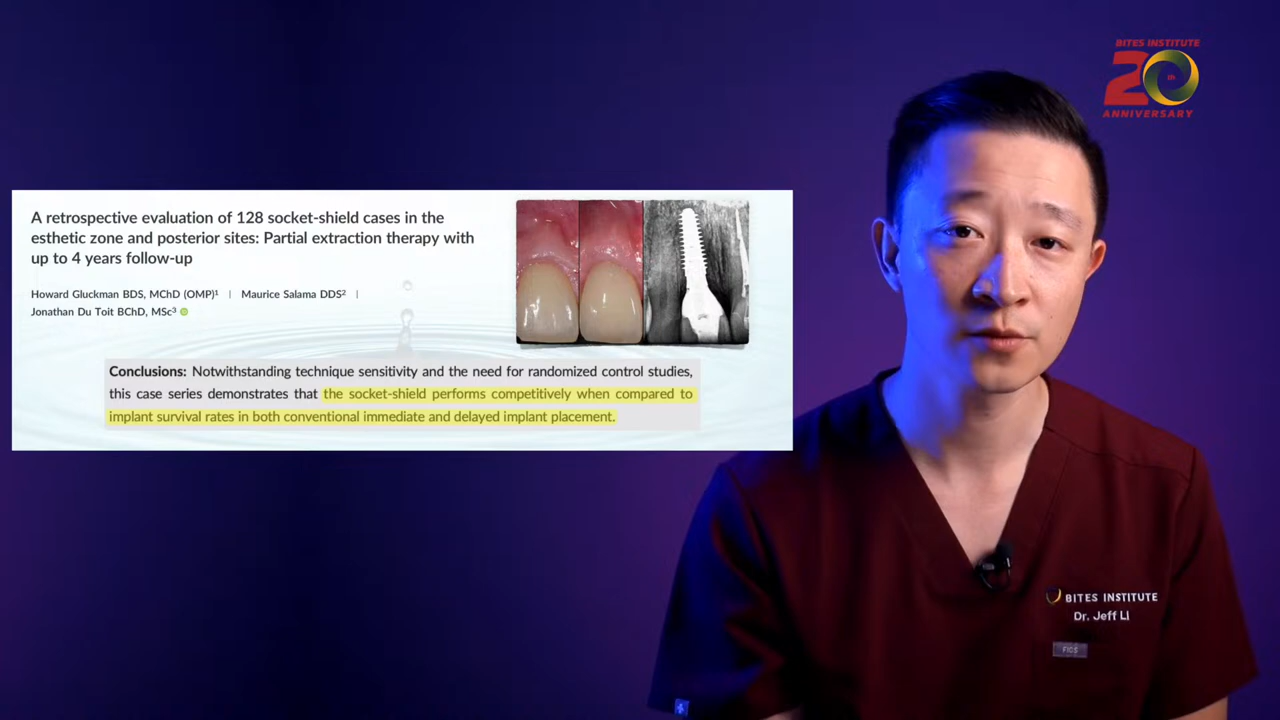 BITES INSTITUTE
20
th
ANNIVERSARY
A retrospective evaluation of 128 socket-shield cases in the
esthetic zone and posterior sites: Partial extraction therapy with
up to 4 years follow-up
Howard Gluckman BDS, MChD (OMP)¹ | Maurice Salama DDS² |
Jonathan Du Toit BChD, MSc³
Conclusions: Notwithstanding technique sensitivity and the need for randomized control studies,
this case series demonstrates that the socket-shield performs competitively when compared to
implant survival rates in both conventional immediate and delayed implant placement.
BITES INSTITUTE
Dr. Jeff Li
FICS